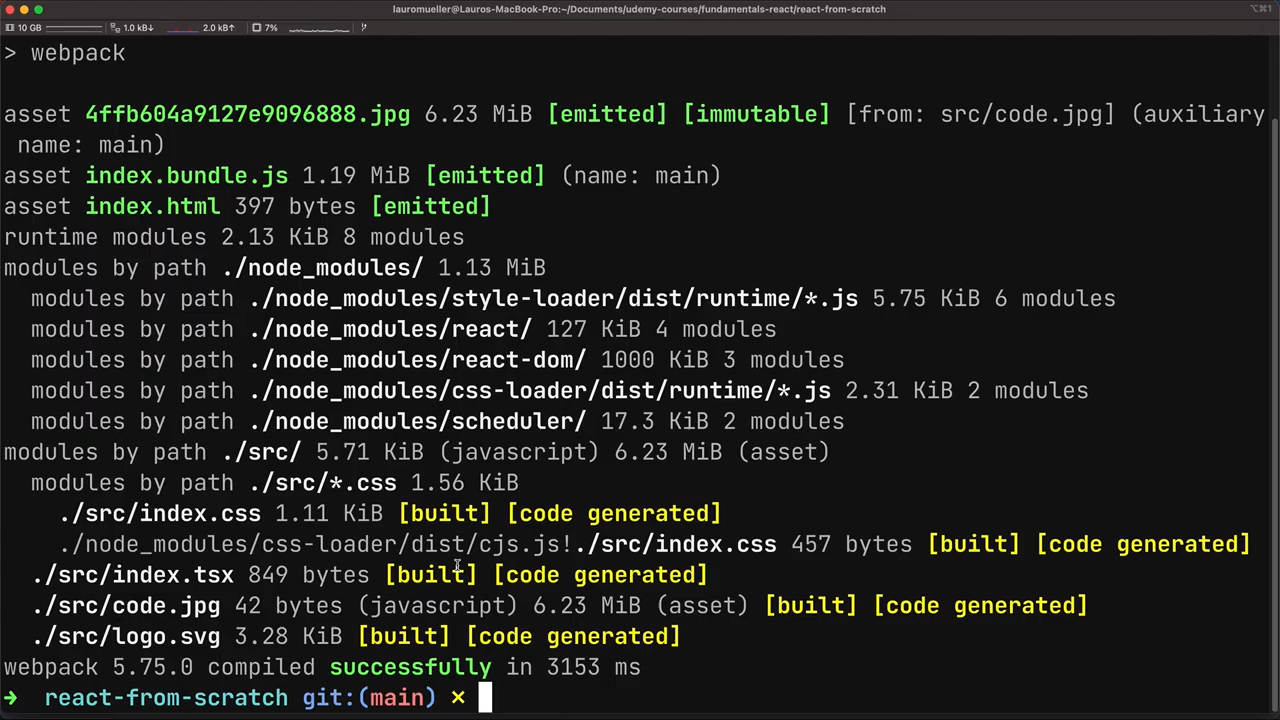 lauromueller@Lauros-MacBook-Pro:~/Documents/udemy-courses/fundamentals-react/react-from-scratch
⌥⌘1
10 GB 1.0 kB↓ 2.0 kB↑ 7%
> webpack
asset 4ffb604a9127e9096888.jpg 6.23 MiB [emitted] [immutable] [from: src/code.jpg] (auxiliary
name: main)
asset index.bundle.js 1.19 MiB [emitted] (name: main)
asset index.html 397 bytes [emitted]
runtime modules 2.13 KiB 8 modules
modules by path ./node_modules/ 1.13 MiB
modules by path ./node_modules/style-loader/dist/runtime/*.js 5.75 KiB 6 modules
modules by path ./node_modules/react/ 127 KiB 4 modules
modules by path ./node_modules/react-dom/ 1000 KiB 3 modules
modules by path ./node_modules/css-loader/dist/runtime/*.js 2.31 KiB 2 modules
modules by path ./node_modules/scheduler/ 17.3 KiB 2 modules
modules by path ./src/ 5.71 KiB (javascript) 6.23 MiB (asset)
modules by path ./src/*.css 1.56 KiB
./src/index.css 1.11 KiB [built] [code generated]
./node_modules/css-loader/dist/cjs.js!./src/index.css 457 bytes [built] [code generated]
./src/index.tsx 849 bytes [built] [code generated]
./src/code.jpg 42 bytes (javascript) 6.23 MiB (asset) [built] [code generated]
./src/logo.svg 3.28 KiB [built] [code generated]
webpack 5.75.0 compiled successfully in 3153 ms
→ react-from-scratch git:(main) ×